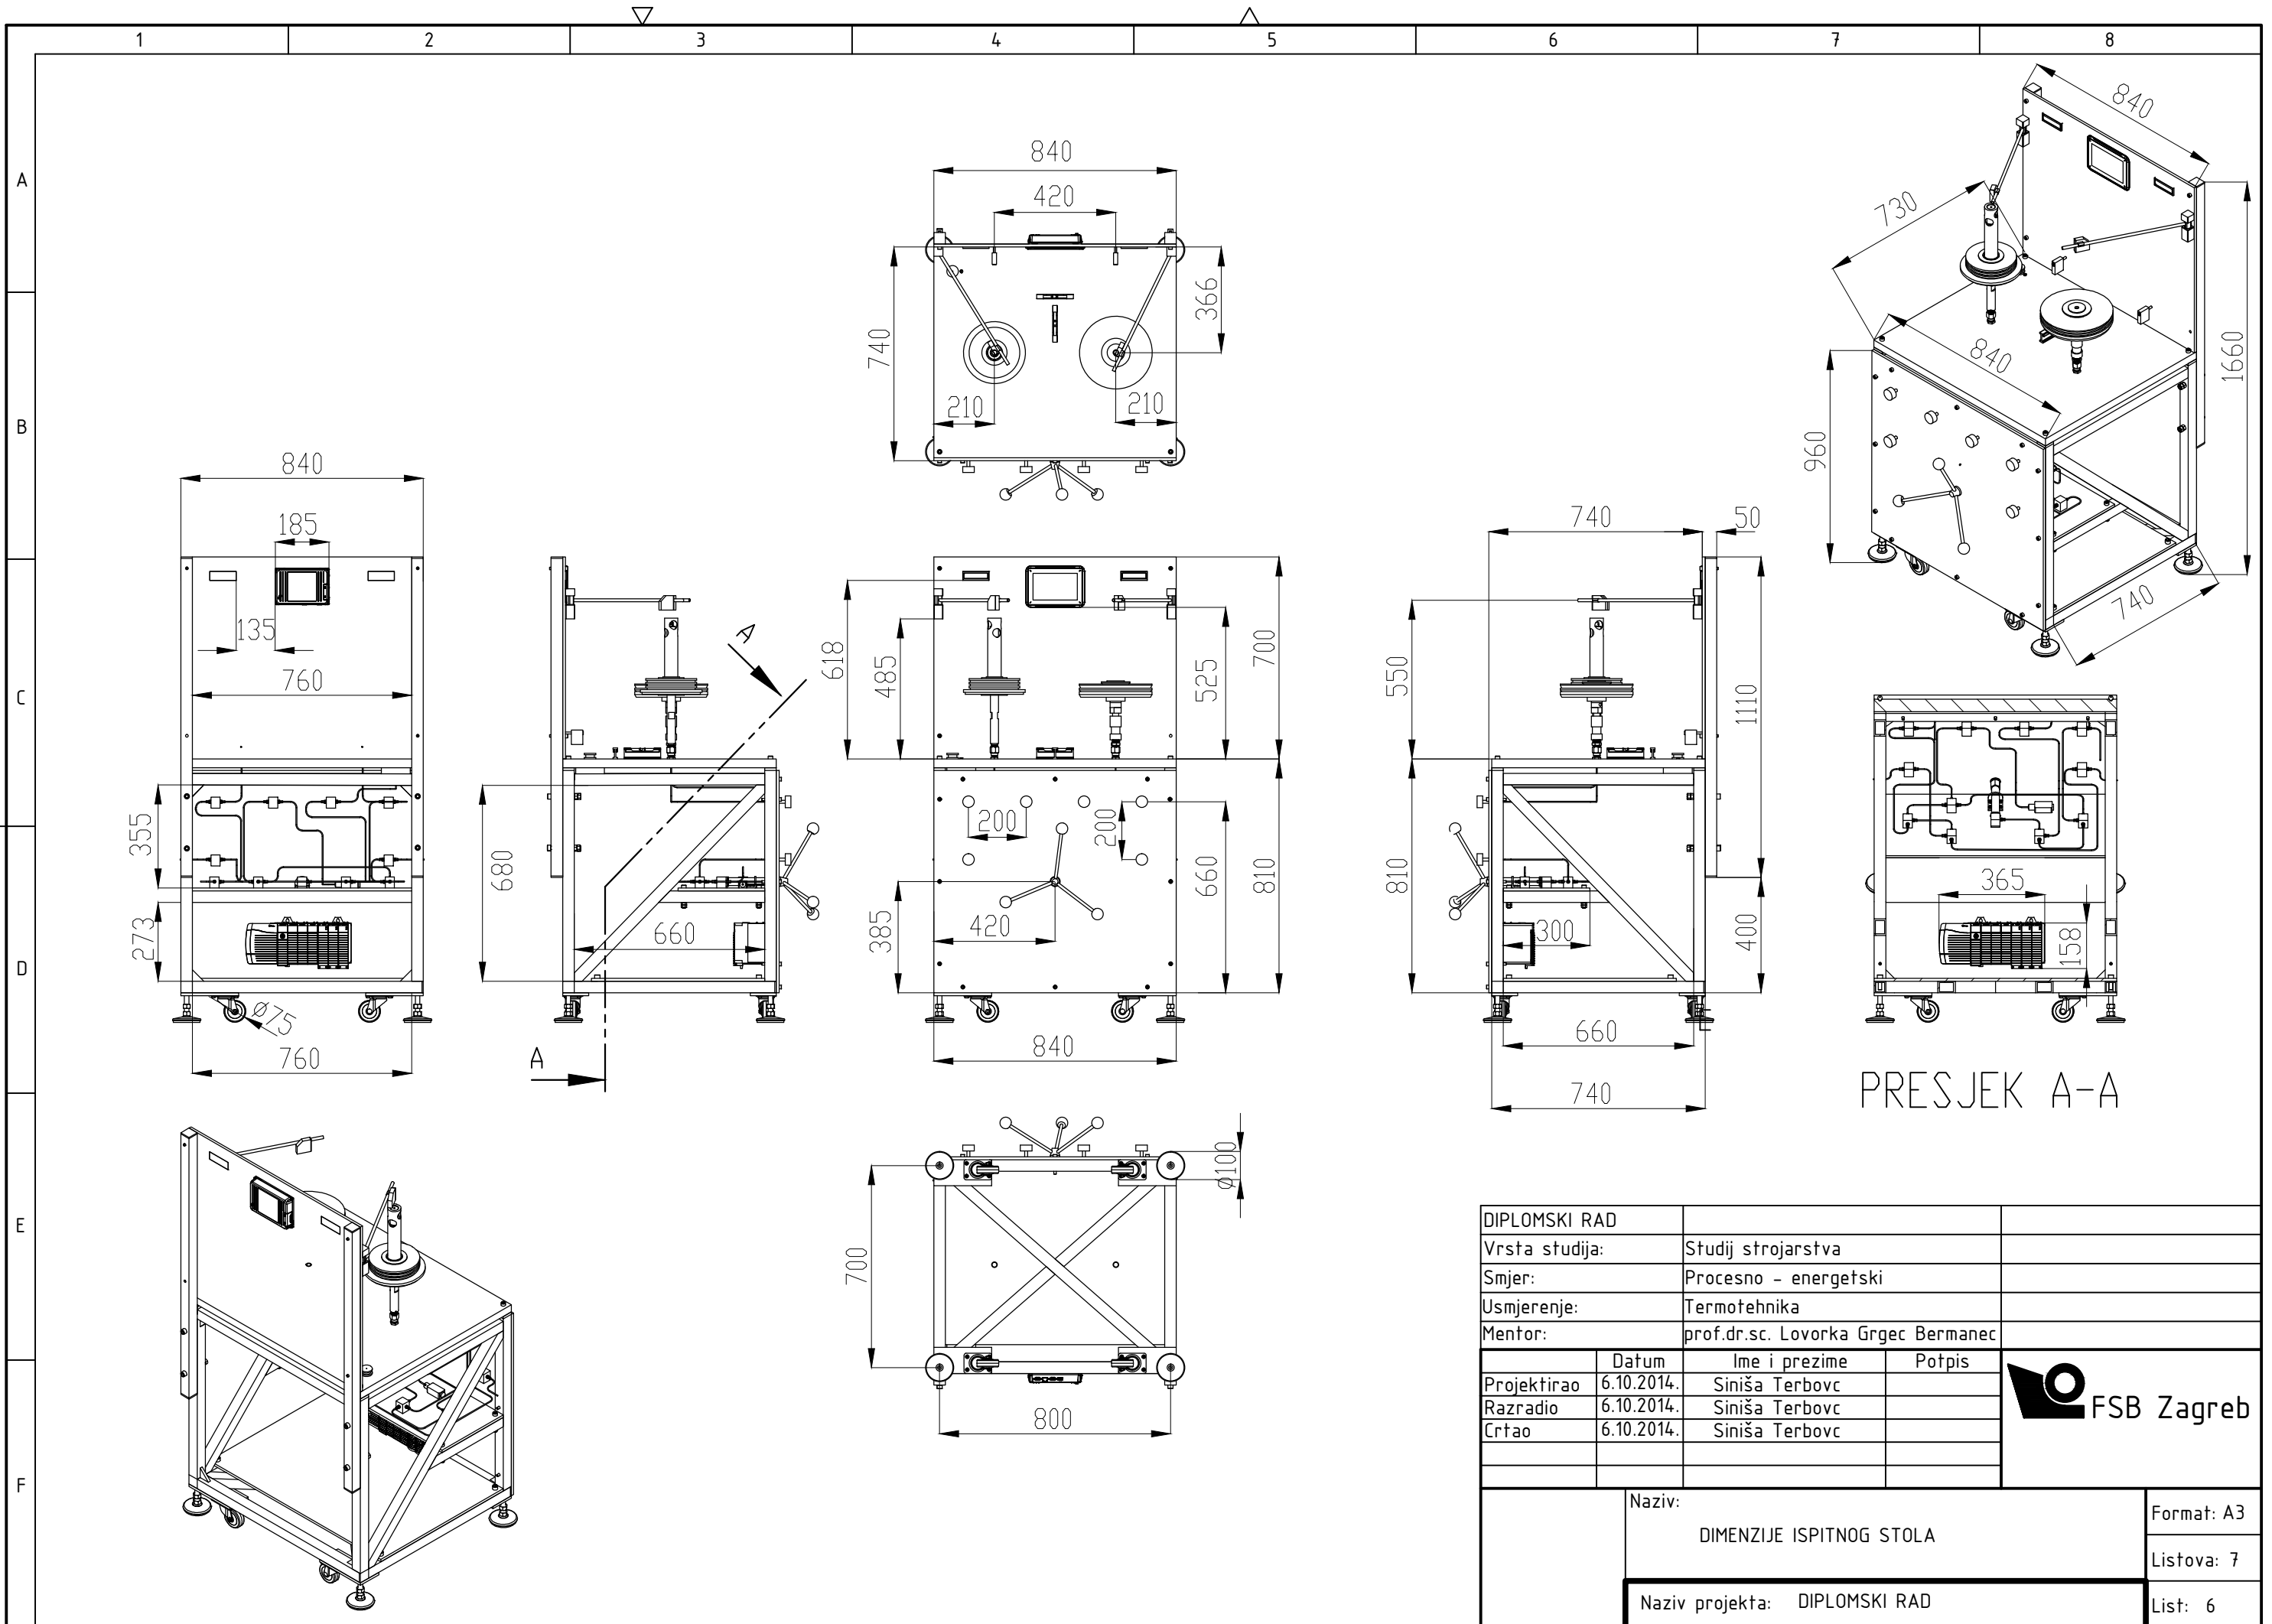 1 2 3 4 5 6 7 8
A
B
C
D
E
F
840
420
740
366
210 210
840
730
840
960
1660
740
840
185
135
760
355
273
Ø75
760
A
680
660
A
618
485
525
700
200
200
385
420
660
810
840
740 50
550
1110
810
300
400
660
740
365
158
PRESJEK A-A
Ø100
700
800
DIPLOMSKI RAD
Vrsta studija: Studij strojarstva
Smjer: Procesno - energetski
Usmjerenje: Termotehnika
Mentor: prof.dr.sc. Lovorka Grgec Bermanec
Datum Ime i prezime Potpis
Projektirao 6.10.2014. Siniša Terbovc
Razradio 6.10.2014. Siniša Terbovc
Crtao 6.10.2014. Siniša Terbovc
FSB Zagreb
Naziv:
DIMENZIJE ISPITNOG STOLA
Format: A3
Listova: 7
Naziv projekta: DIPLOMSKI RAD
List: 6